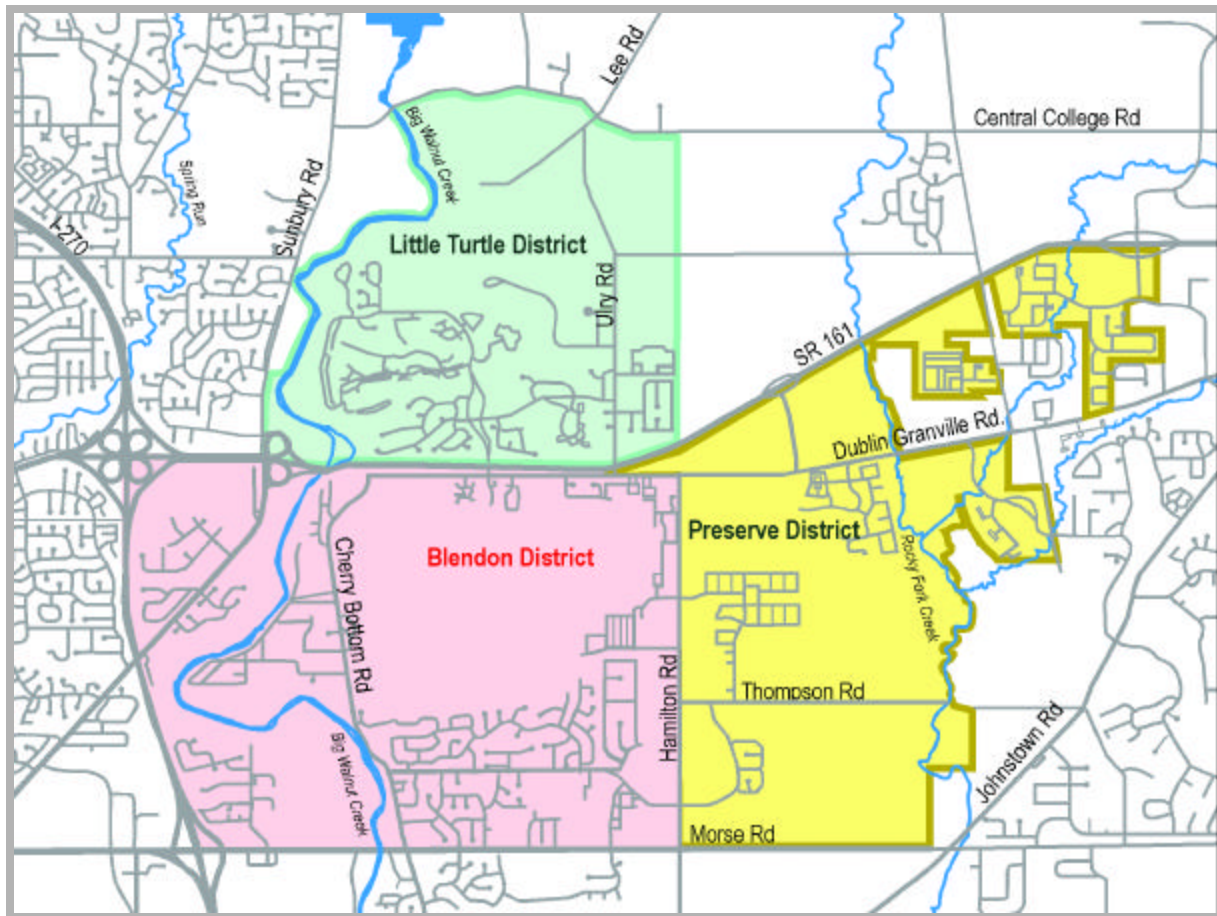 Lee Rd
Central College Rd
Big Walnut Creek
Spring Run
Sunbury Rd
I-270
Little Turtle District
Ulry Rd
SR 161
Dublin Granville Rd.
Preserve District
Blendon District
Cherry Bottom Rd
Rocky Fork Creek
Hamilton Rd
Thompson Rd
Johnstown Rd
Big Walnut Creek
Morse Rd